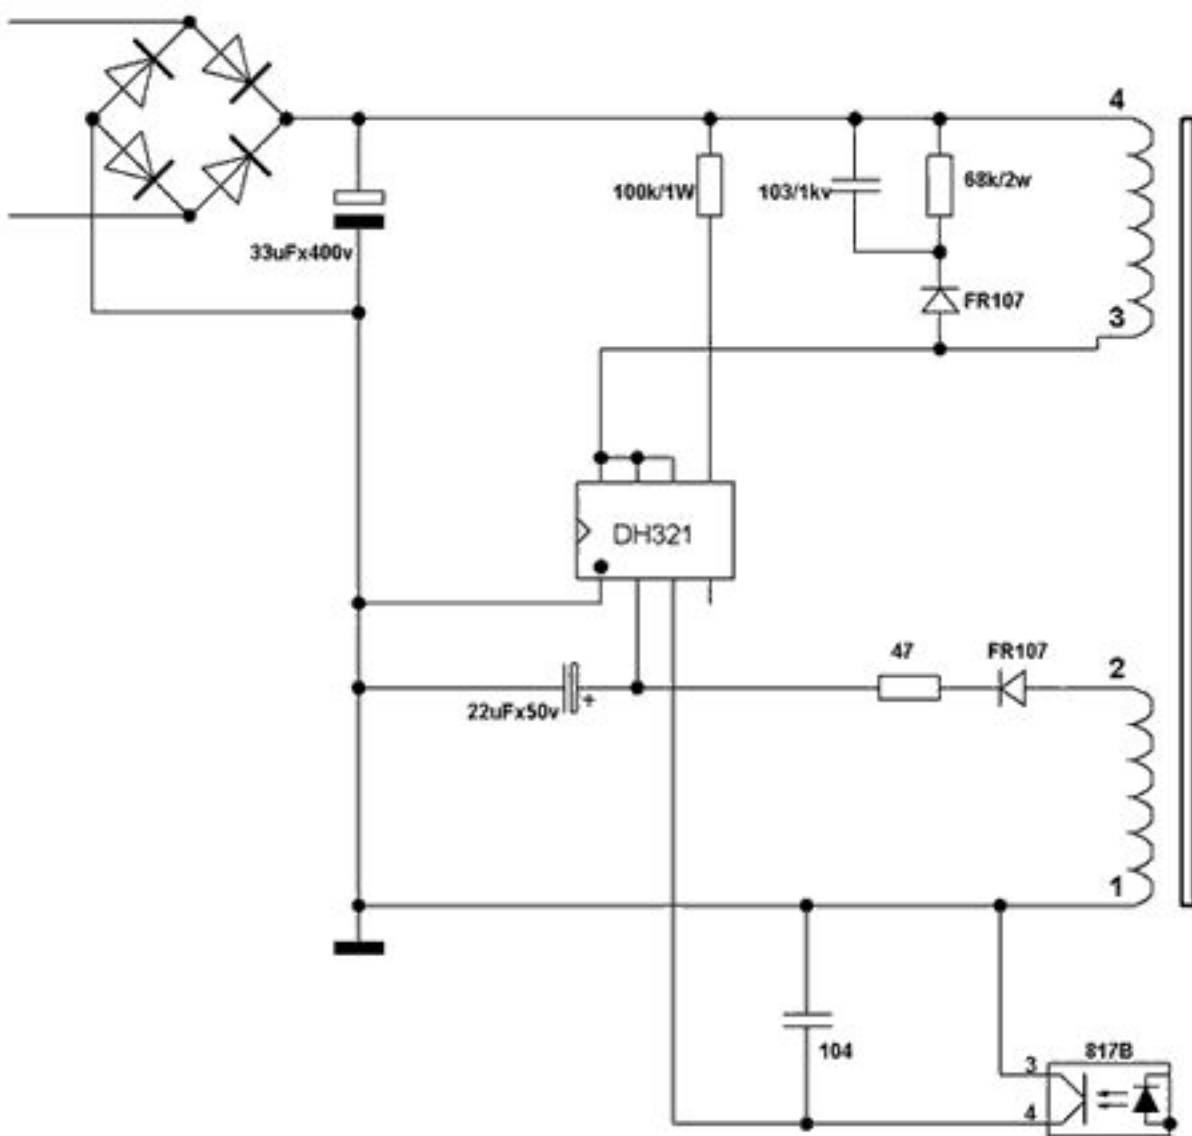 4
100k/1W
103/1kv
68k/2w
33uFx400v
FR107
3
DH321
47
FR107
2
22uFx50v
+
1
104
817B
3
4